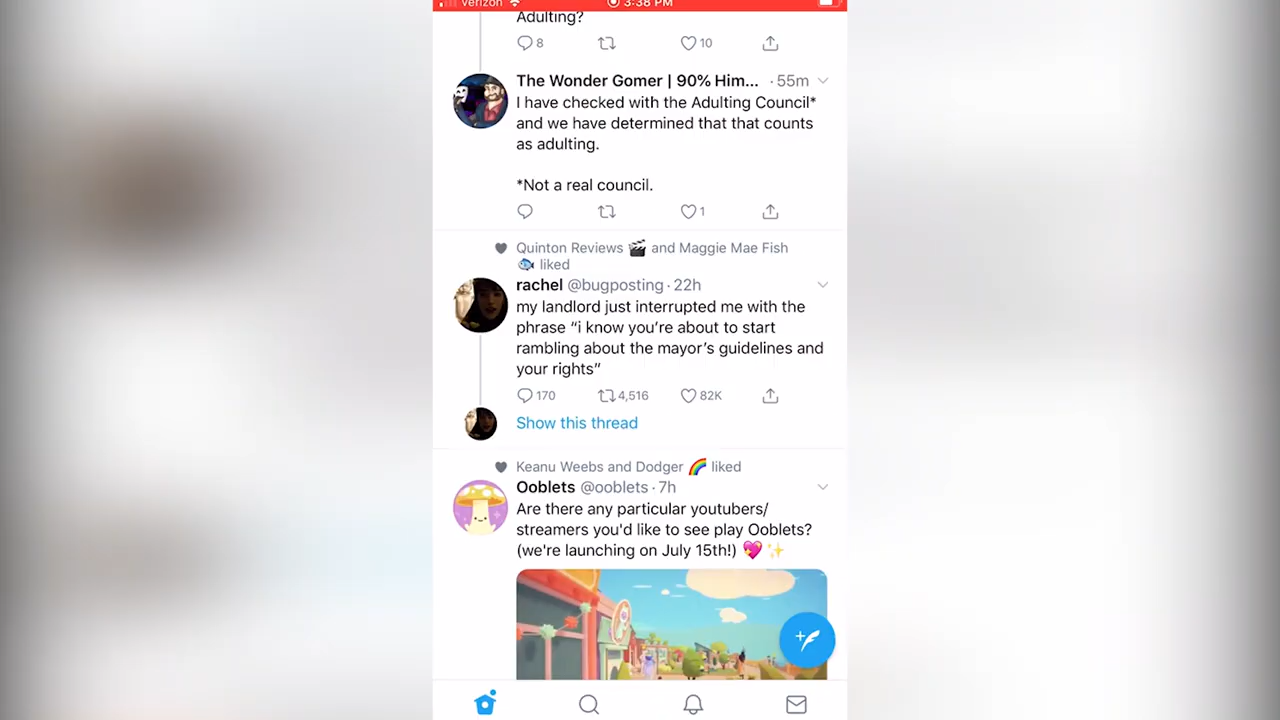 Verizon 3:38 PM
Adulting?
8 10
The Wonder Gomer | 90% Him... · 55m
I have checked with the Adulting Council*
and we have determined that that counts
as adulting.
*Not a real council.
1
Quinton Reviews 🎬 and Maggie Mae Fish
🐟 liked
rachel @bugposting · 22h
my landlord just interrupted me with the
phrase “i know you’re about to start
rambling about the mayor’s guidelines and
your rights”
170 4,516 82K
Show this thread
Keanu Weebs and Dodger 🌈 liked
Ooblets @ooblets · 7h
Are there any particular youtubers/
streamers you'd like to see play Ooblets?
(we're launching on July 15th!) 💖 ✨